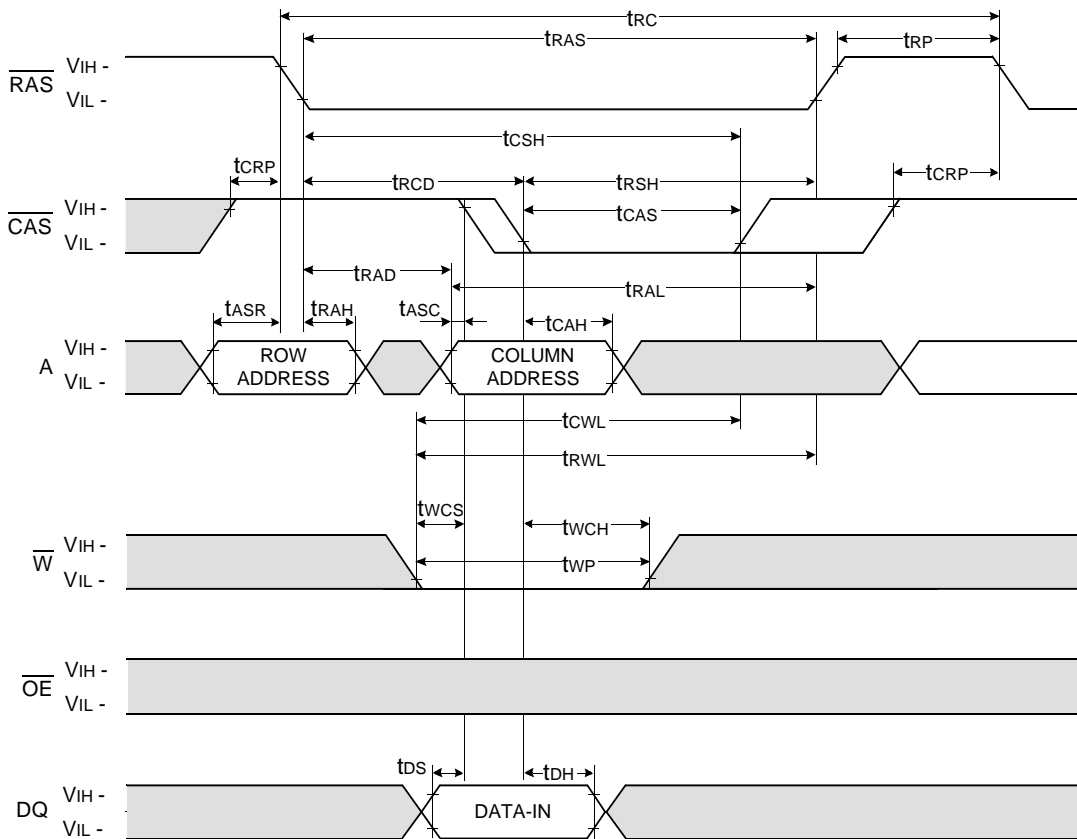 tRC
tRAS
tRP
RAS
VIH -
VIL -
tCSH
tCRP
tRCD
tRSH
tCRP
CAS
VIH -
VIL -
tCAS
tRAD
tRAL
tASR
tRAH
tASC
tCAH
A
VIH -
VIL -
ROW
ADDRESS
COLUMN
ADDRESS
tCWL
tRWL
tWCS
tWCH
W
VIH -
VIL -
tWP
OE
VIH -
VIL -
tDS
tDH
DQ
VIH -
VIL -
DATA-IN